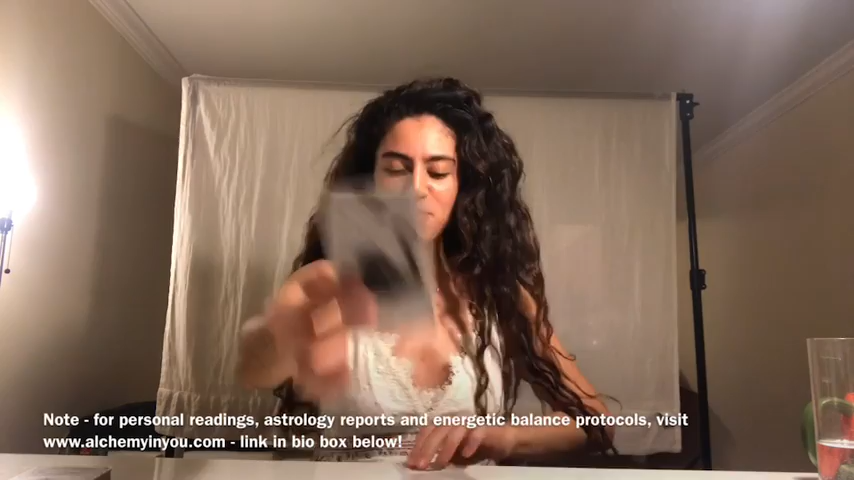 Note - for personal readings, astrology reports and energetic balance protocols, visit
www.alchemyinyou.com - link in bio box below!